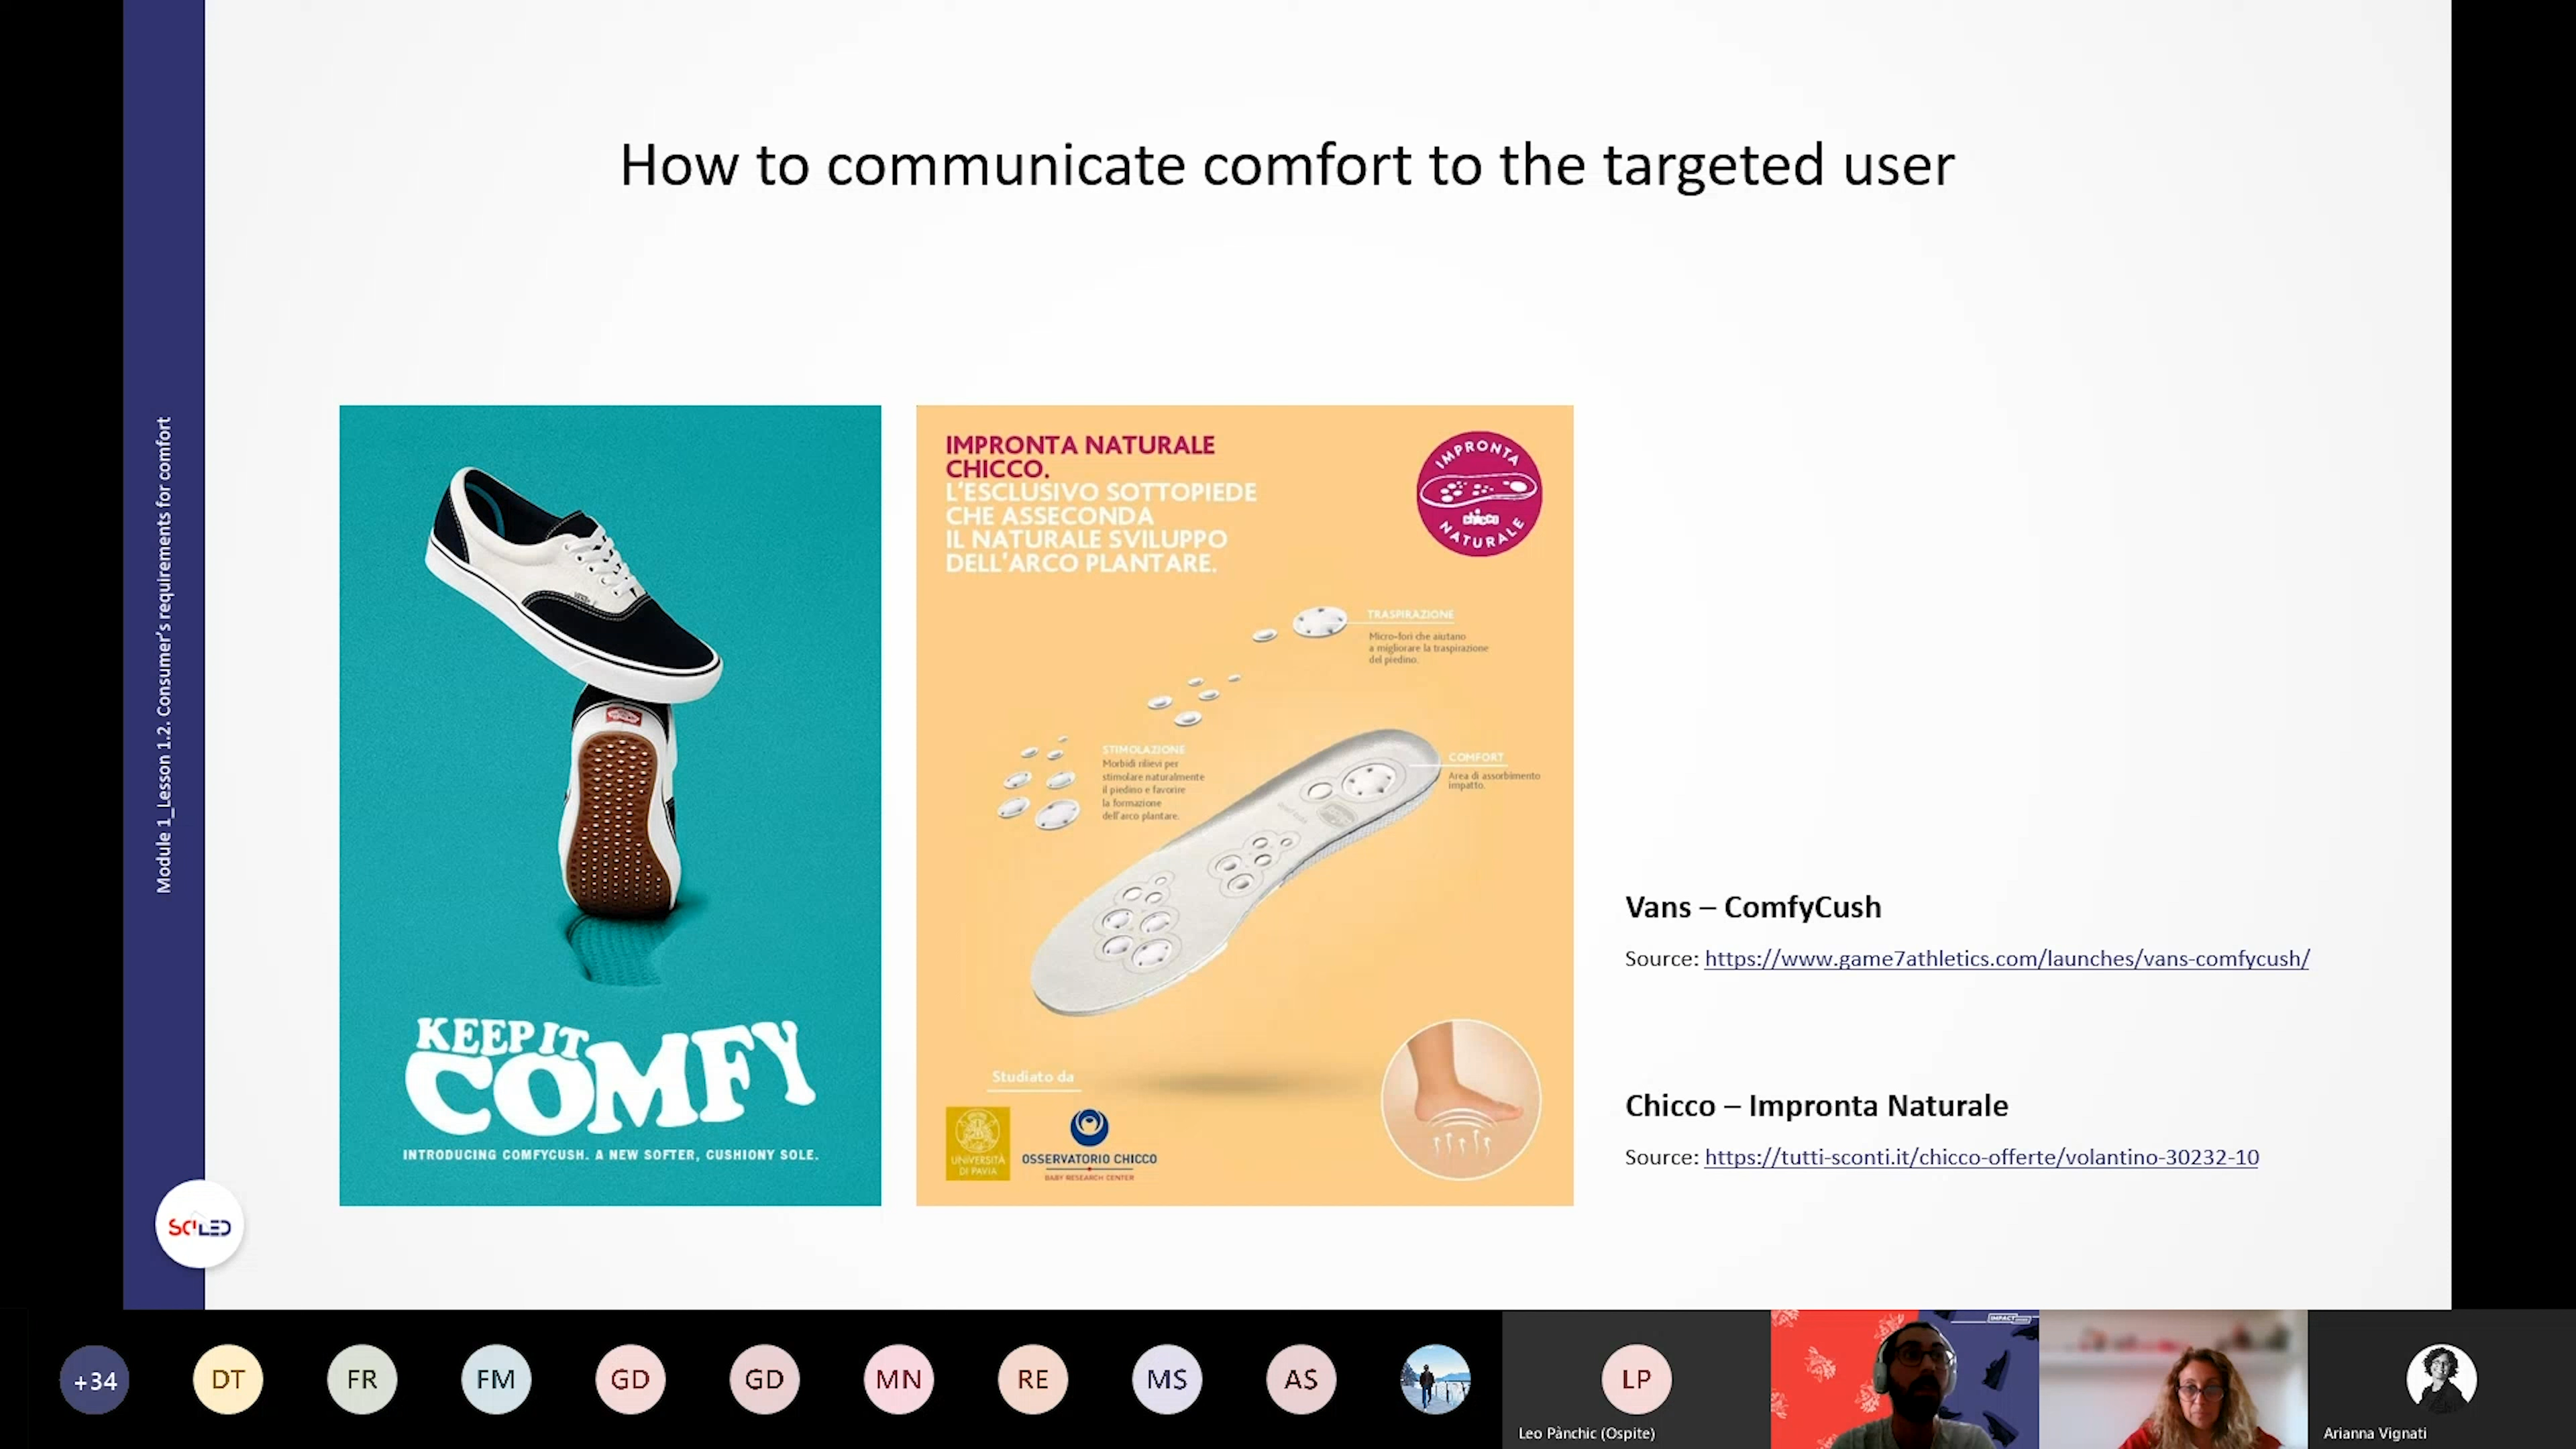 How to communicate comfort to the targeted user
Module 1_Lesson 1.2. Consumer's requirements for comfort
KEEP IT
COMFY
INTRODUCING COMFYCUSH. A NEW SOFTER, CUSHIONY SOLE.
IMPRONTA NATURALE
CHICCO.
L'ESCLUSIVO SOTTOPIEDE
CHE ASSECONDA
IL NATURALE SVILUPPO
DELL'ARCO PLANTARE.
IMPRONTA
chicco
NATURALE
TRASPIRAZIONE
Micro-fori che aiutano
a migliorare la traspirazione
del piedino.
STIMOLAZIONE
Morbidi rilievi per
stimolare naturalmente
il piedino e favorire
la formazione
dell'arco plantare.
COMFORT
Area di assorbimento
impatto.
Studiato da
UNIVERSITÀ
DI PAVIA
OSSERVATORIO CHICCO
BABY RESEARCH CENTER
Vans – ComfyCush
Source: https://www.game7athletics.com/launches/vans-comfycush/
Chicco – Impronta Naturale
Source: https://tutti-sconti.it/chicco-offerte/volantino-30232-10
SCILED
+34
DT
FR
FM
GD
GD
MN
RE
MS
AS
LP
Leo Pànchic (Ospite)
IMPACT
Arianna Vignati